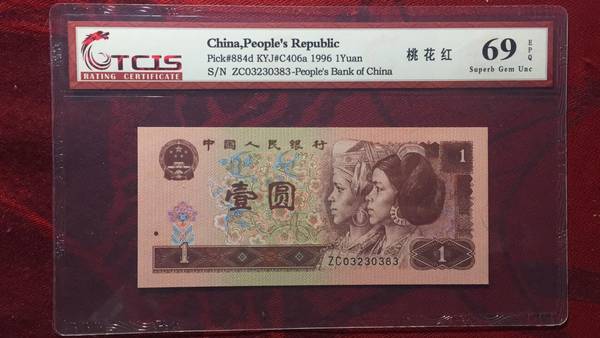 TCIS
RATING CERTIFICATE
China,People's Republic
Pick#884d KYJ#C406a 1996 1Yuan
S/N ZC03230383-People's Bank of China
桃花红
69 EPQ
Superb Gem Unc
中国人民银行
1
壹圆
1
ZC03230383
1